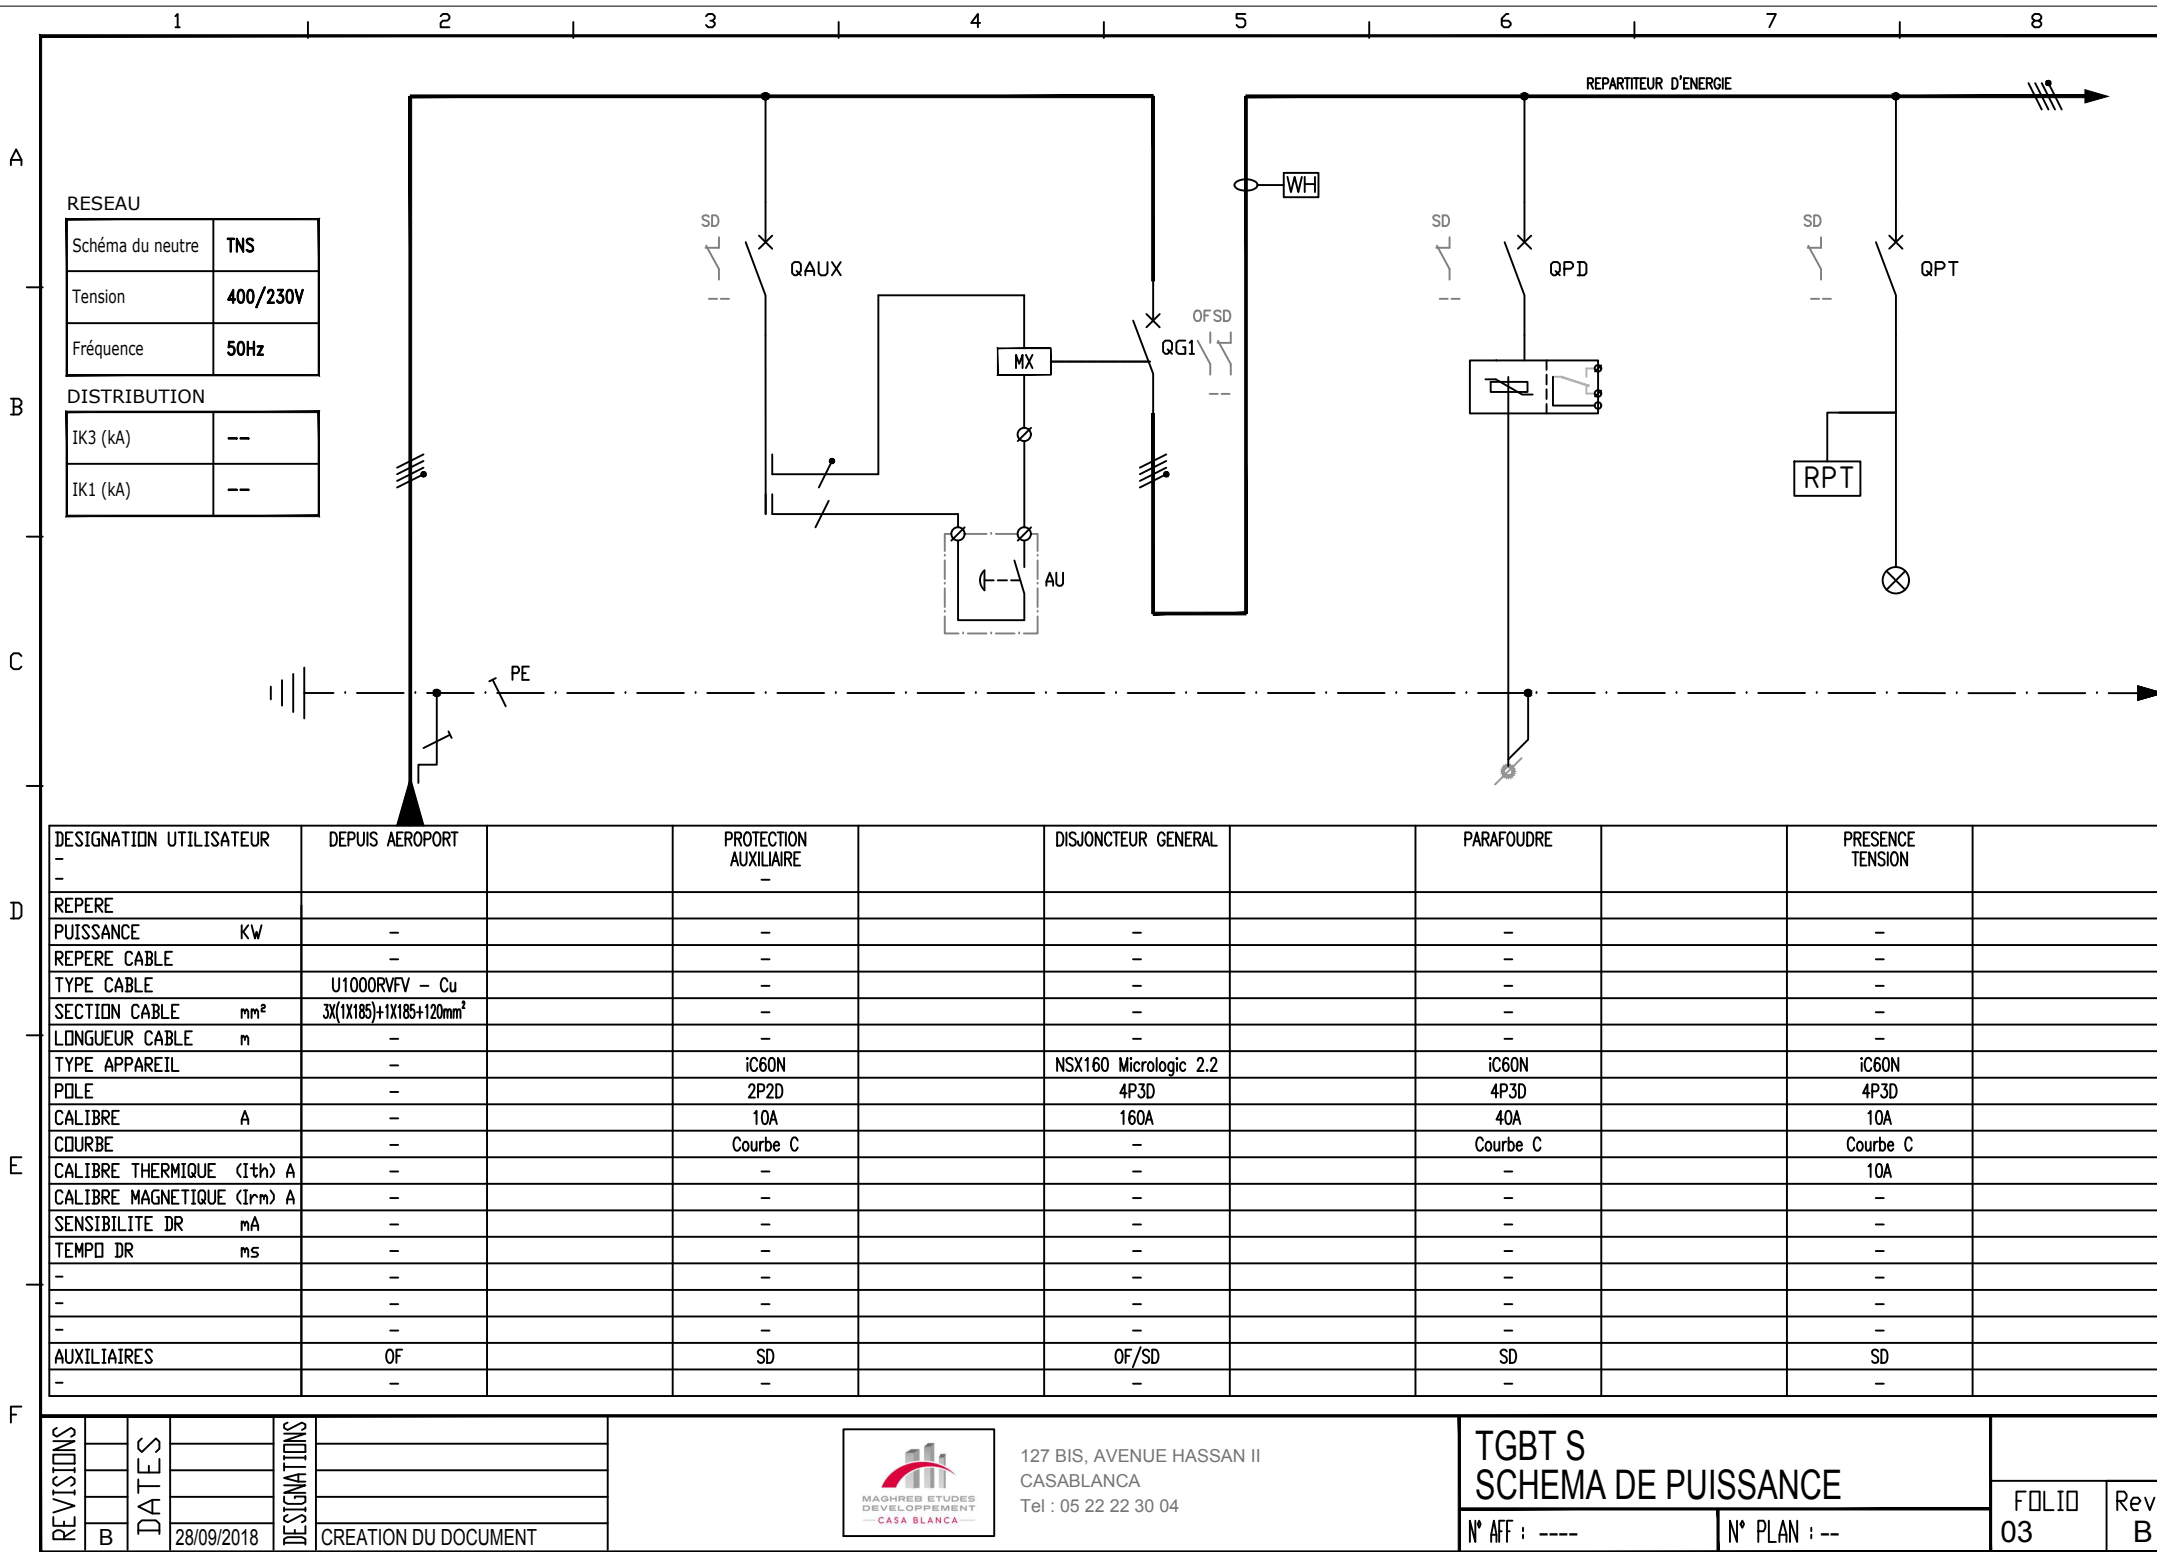 1 2 3 4 5 6 7 8
REPARTITEUR D'ENERGIE
A
WH
RESEAU
Schéma du neutre TNS
Tension 400/230V
Fréquence 50Hz
SD
QAUX
--
SD
QPD
--
SD
QPT
--
OF SD
QG1
--
MX
B
DISTRIBUTION
IK3 (kA) --
IK1 (kA) --
RPT
AU
C
PE
DESIGNATION UTILISATEUR DEPUIS AEROPORT PROTECTION DISJONCTEUR GENERAL PARAFOUDRE PRESENCE
- AUXILIAIRE TENSION
- -
D
REPERE
PUISSANCE KW - - - - -
REPERE CABLE - - - - -
TYPE CABLE U1000RVFV - Cu - - - -
SECTION CABLE mm² 3X(1X185)+1X185+120mm² - - - -
LONGUEUR CABLE m - - - - -
TYPE APPAREIL - iC60N NSX160 Micrologic 2.2 iC60N iC60N
POLE - 2P2D 4P3D 4P3D 4P3D
CALIBRE A - 10A 160A 40A 10A
COURBE - Courbe C - Courbe C Courbe C
E
CALIBRE THERMIQUE (Ith) A - - - - 10A
CALIBRE MAGNETIQUE (Irm) A - - - - -
SENSIBILITE DR mA - - - - -
TEMPO DR ms - - - - -
- - - - - -
- - - - - -
- - - - - -
AUXILIAIRES OF SD OF/SD SD SD
- - - - - -
F
REVISIONS
B
DATES
28/09/2018
DESIGNATIONS
CREATION DU DOCUMENT
MAGHREB ETUDES
DEVELOPPEMENT
CASA BLANCA
127 BIS, AVENUE HASSAN II
CASABLANCA
Tel : 05 22 22 30 04
TGBT S
SCHEMA DE PUISSANCE
N° AFF : ----
N° PLAN : --
FOLIO
03
Rev
B